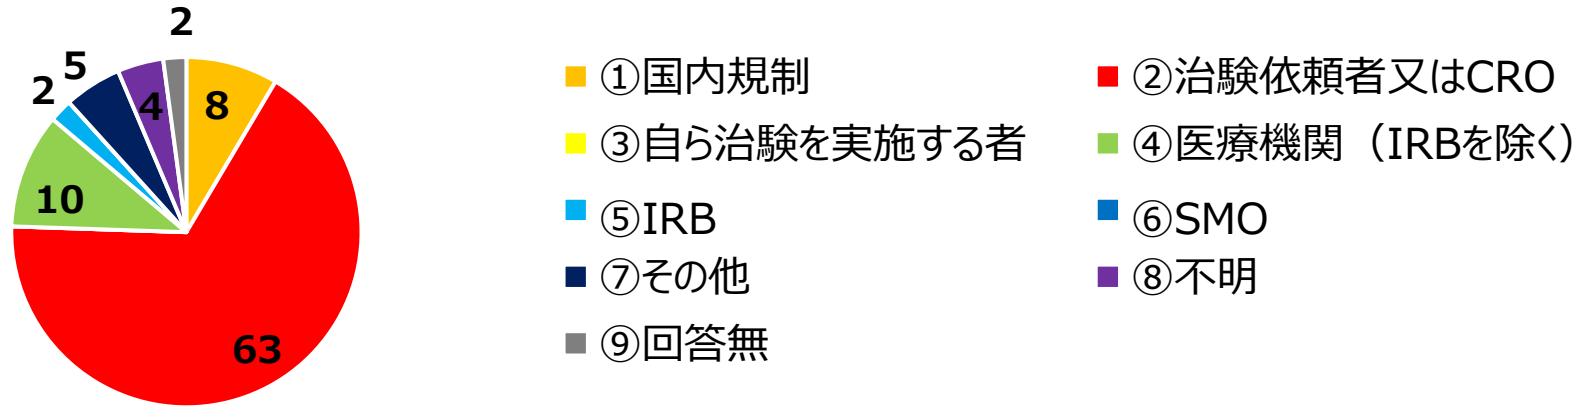 2
5
2
4
8
10
63
①国内規制
②治験依頼者又はCRO
③自ら治験を実施する者
④医療機関（IRBを除く）
⑤IRB
⑥SMO
⑦その他
⑧不明
⑨回答無